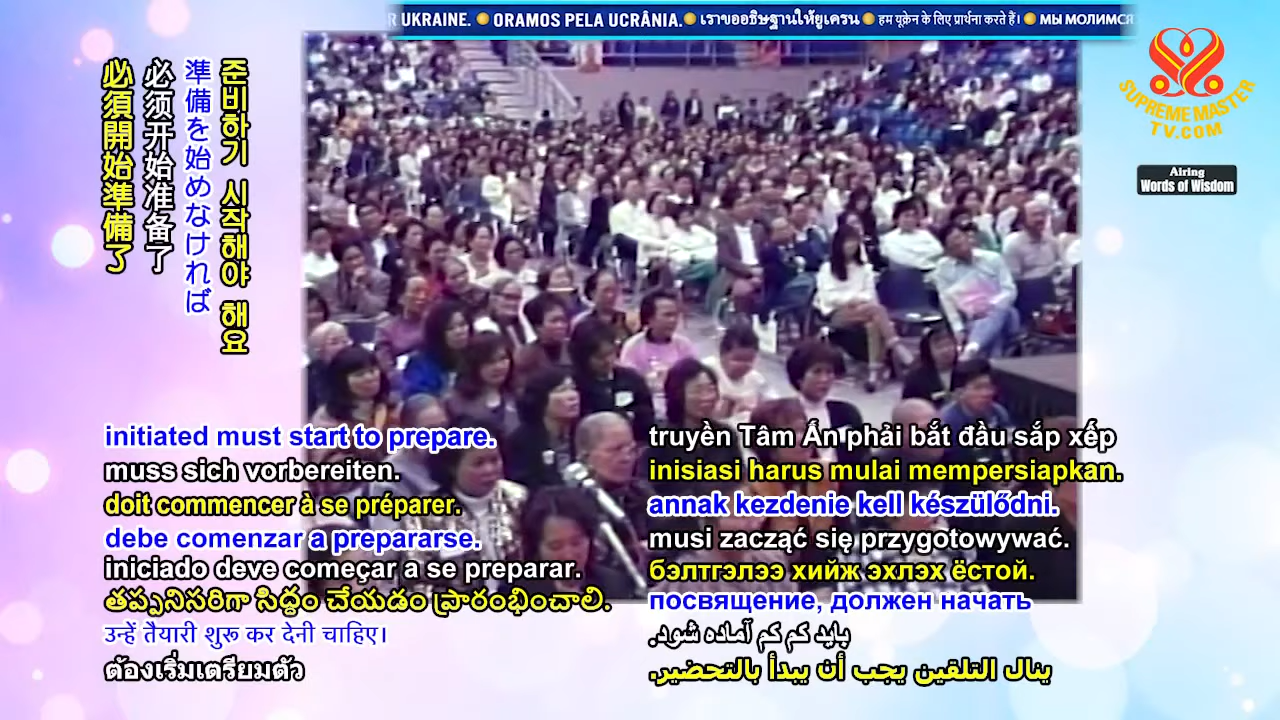 R UKRAINE. ORAMOS PELA UCRÂNIA. เราขออธิษฐานให้ยูเครน हम यूक्रेन के लिए प्रार्थना करते हैं। МЫ МОЛИМСЯ
SUPREME MASTER
TV.COM
Airing
Words of Wisdom
준비하기 시작해야 해요
準備を始めなければ
必须开始准备了
必須開始準備了
initiated must start to prepare.
muss sich vorbereiten.
doit commencer à se préparer.
debe comenzar a prepararse.
iniciado deve começar a se preparar.
తప్పనిసరిగా సిద్ధం చేయడం ప్రారంభించాలి.
उन्हें तैयारी शुरू कर देनी चाहिए।
ต้องเริ่มเตรียมตัว
truyền Tâm Ấn phải bắt đầu sắp xếp
inisiasi harus mulai mempersiapkan.
annak kezdenie kell készülődni.
musi zacząć się przygotowywać.
бэлтгэлээ хийж эхлэх ёстой.
посвящение, должен начать
باید کم کم آماده شود.
ينال التلقين يجب أن يبدأ بالتحضير.